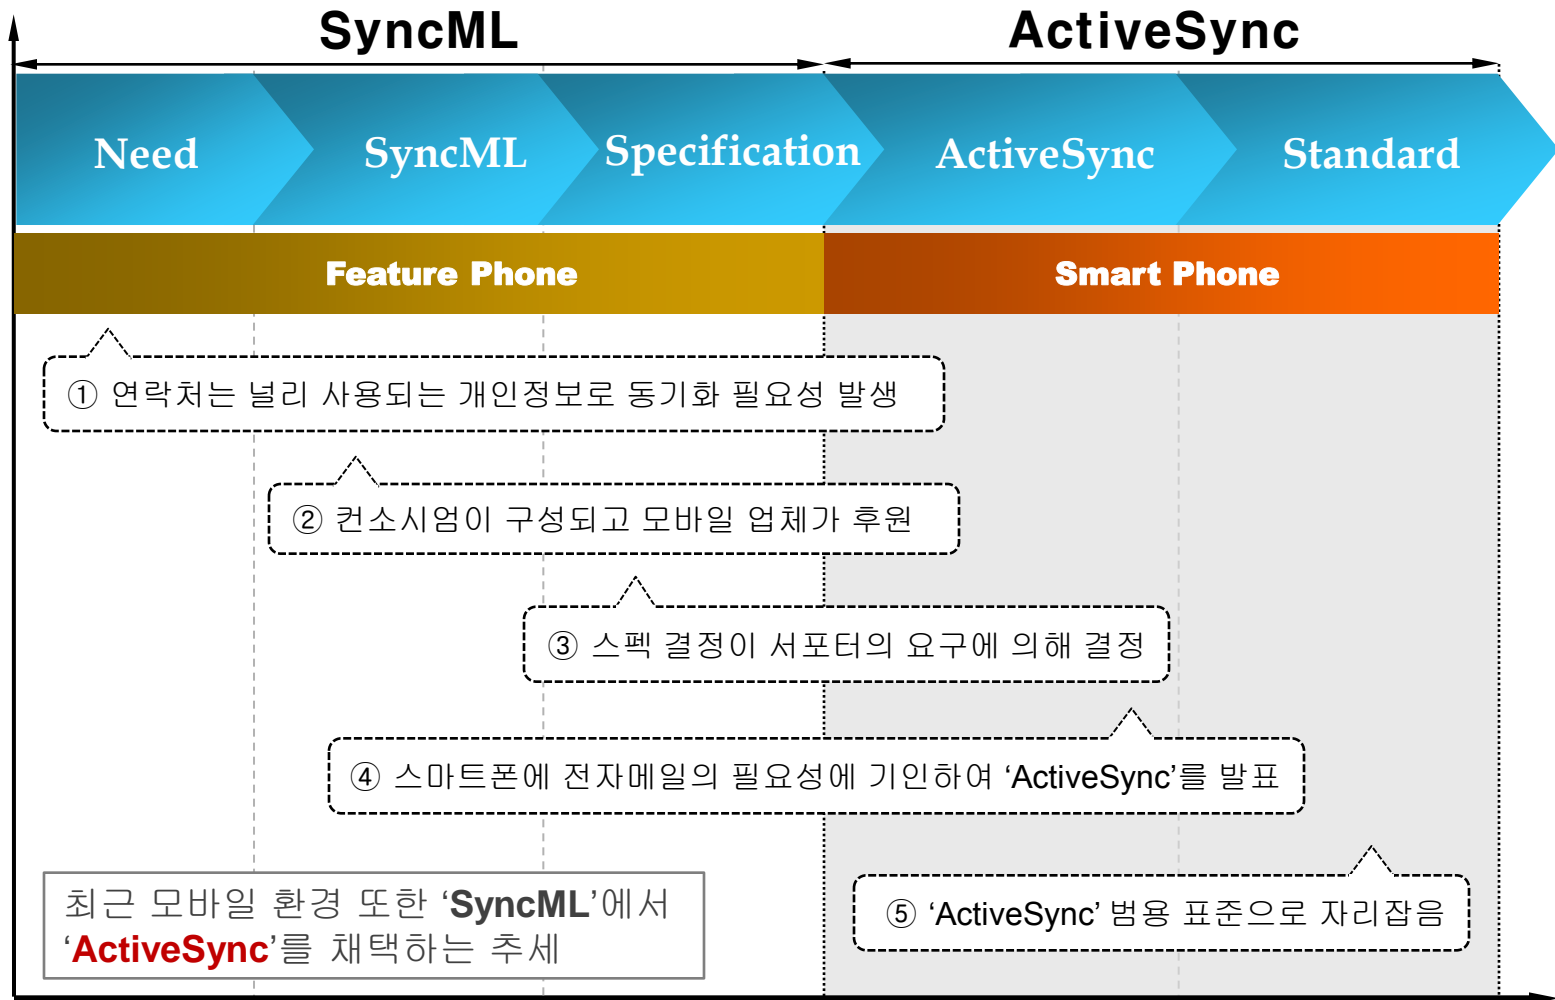 SyncML
ActiveSync
Need
SyncML
Specification
ActiveSync
Standard
Feature Phone
Smart Phone
① 연락처는 널리 사용되는 개인정보로 동기화 필요성 발생
② 컨소시엄이 구성되고 모바일 업체가 후원
③ 스펙 결정이 서포터의 요구에 의해 결정
④ 스마트폰에 전자메일의 필요성에 기인하여 ‘ActiveSync’를 발표
⑤ ‘ActiveSync’ 범용 표준으로 자리잡음
최근 모바일 환경 또한 ‘SyncML’에서
‘ActiveSync’를 채택하는 추세